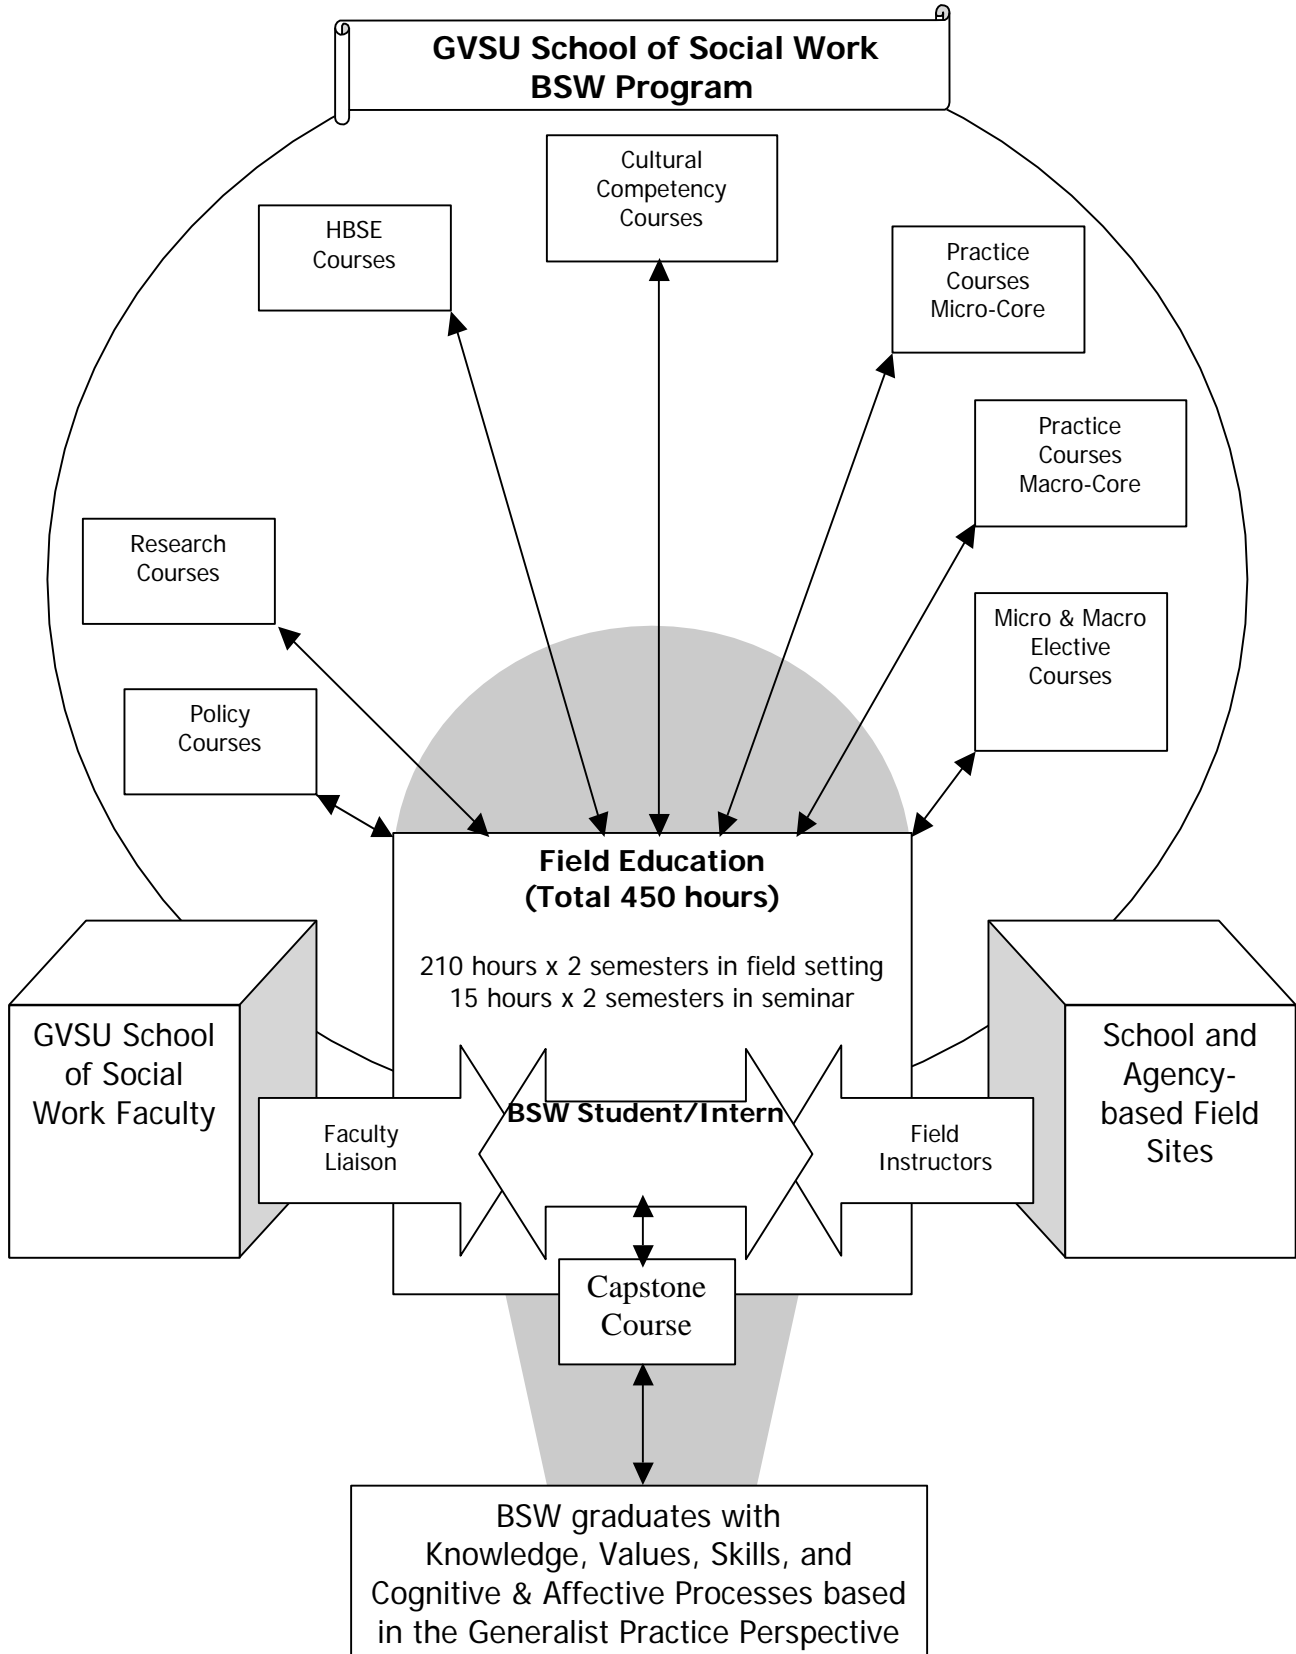 GVSU School of Social Work
BSW Program
Cultural
Competency
Courses
HBSE
Courses
Practice
Courses
Micro-Core
Practice
Courses
Macro-Core
Research
Courses
Micro & Macro
Elective
Courses
Policy
Courses
Field Education
(Total 450 hours)
210 hours x 2 semesters in field setting
15 hours x 2 semesters in seminar
GVSU School
of Social
Work Faculty
School and
Agency-
based Field
Sites
BSW Student/Intern
Faculty
Liaison
Field
Instructors
Capstone
Course
BSW graduates with
Knowledge, Values, Skills, and
Cognitive & Affective Processes based
in the Generalist Practice Perspective